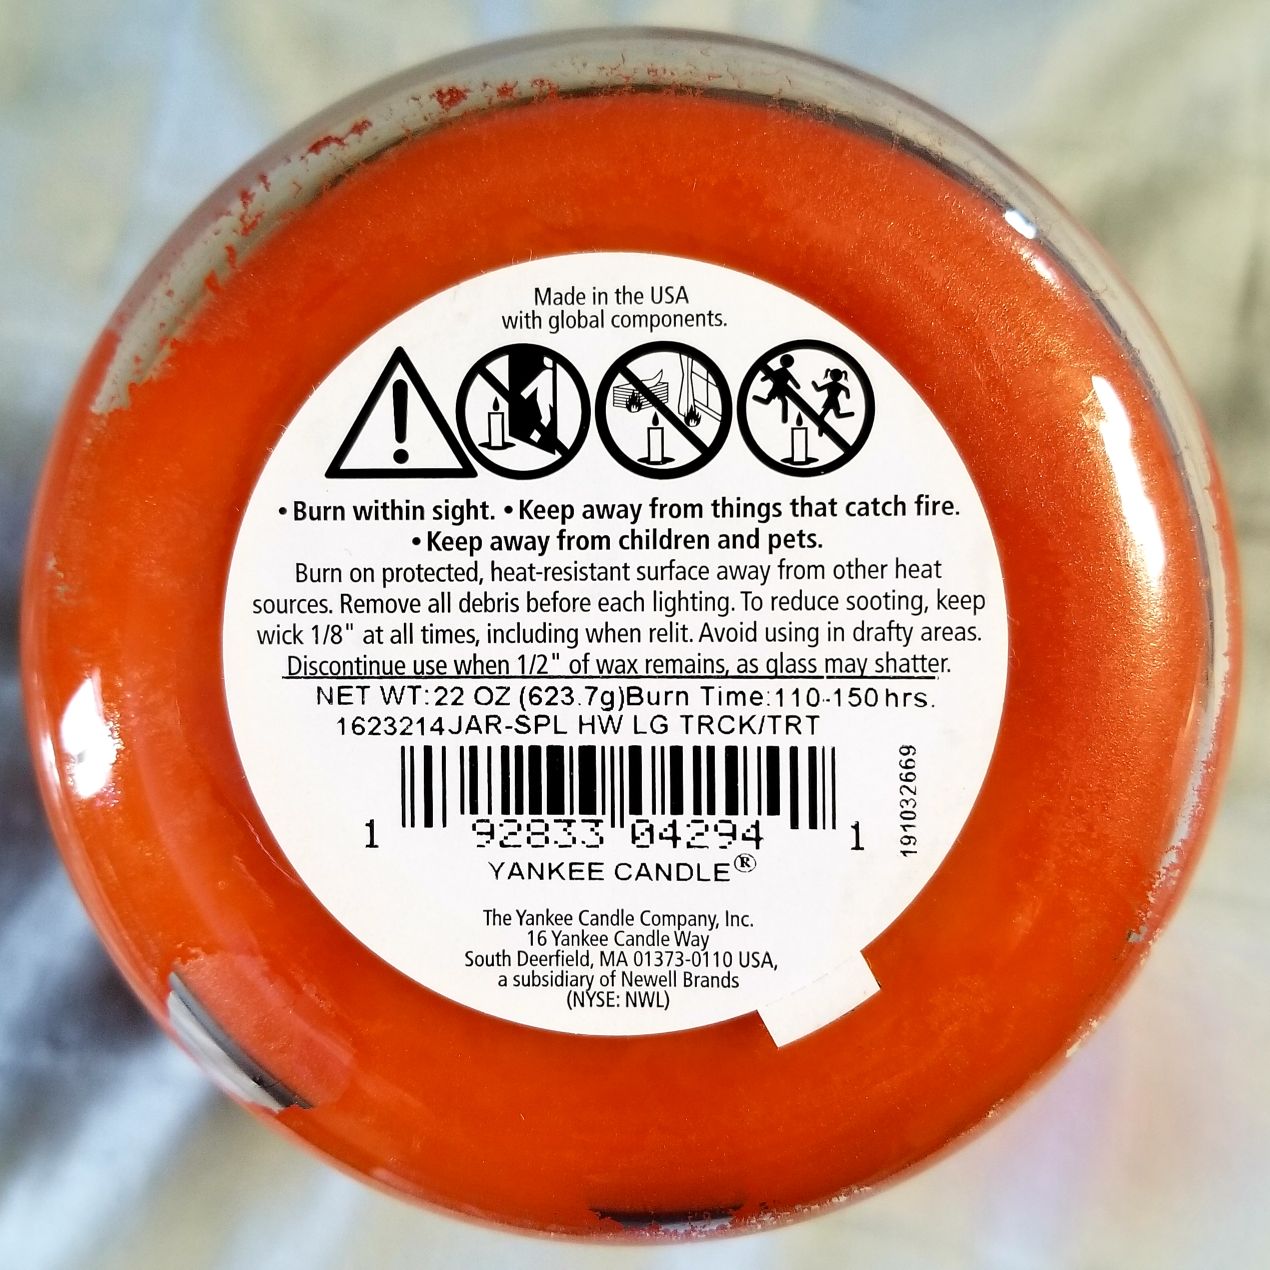 Made in the USA
with global components.
• Burn within sight. • Keep away from things that catch fire.
• Keep away from children and pets.
Burn on protected, heat-resistant surface away from other heat
sources. Remove all debris before each lighting. To reduce sooting, keep
wick 1/8" at all times, including when relit. Avoid using in drafty areas.
Discontinue use when 1/2" of wax remains, as glass may shatter.
NET WT:22 OZ (623.7g)Burn Time:110-150 hrs.
1623214JAR-SPL HW LG TRCK/TRT
191032669
1 92833 04294 1
YANKEE CANDLE®
The Yankee Candle Company, Inc.
16 Yankee Candle Way
South Deerfield, MA 01373-0110 USA,
a subsidiary of Newell Brands
(NYSE: NWL)